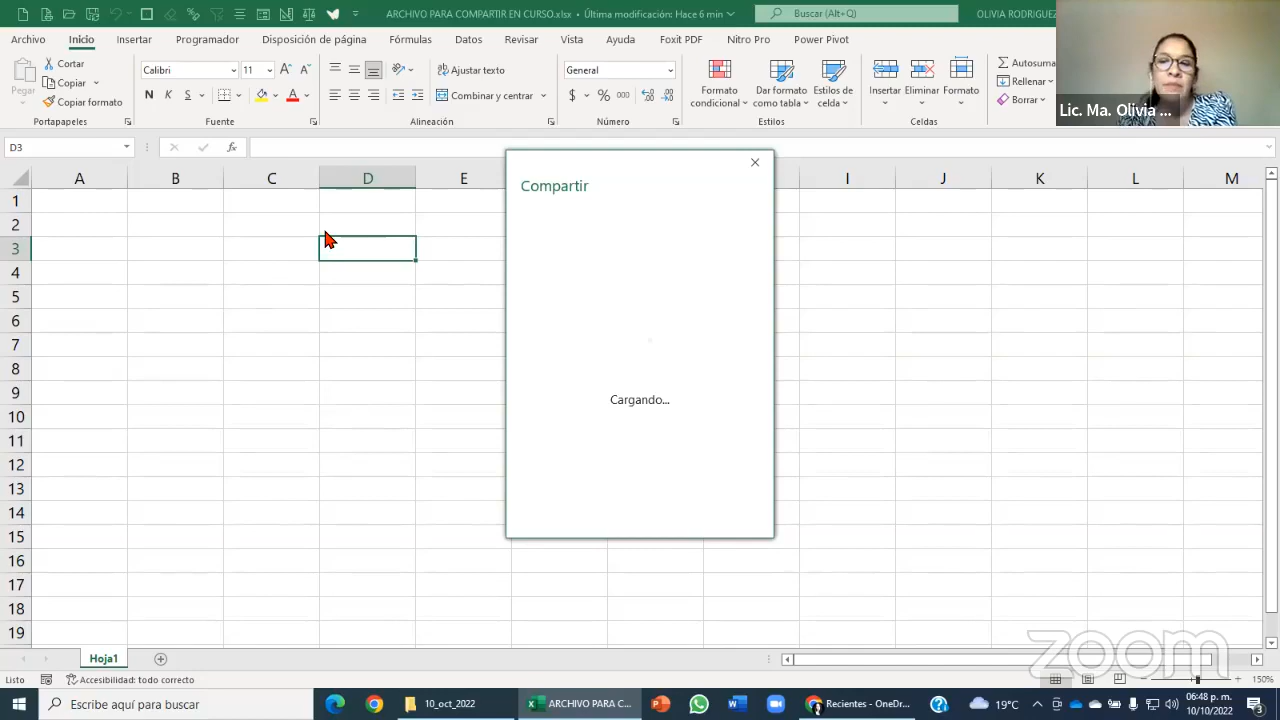 ARCHIVO PARA COMPARTIR EN CURSO.xlsx • Última modificación: Hace 6 min
Buscar (Alt+Q)
OLIVIA RODRIGUEZ
Archivo Inicio Insertar Programador Disposición de página Fórmulas Datos Revisar Vista Ayuda Foxit PDF Nitro Pro Power Pivot
Pegar
Cortar
Copiar
Copiar formato
Portapapeles
Calibri 11
N K S
Fuente
Ajustar texto
Combinar y centrar
Alineación
General
$ % 000
Número
Formato condicional
Dar formato como tabla
Estilos de celda
Estilos
Insertar Eliminar Formato
Celdas
Autosuma
Rellenar
Borrar
Lic. Ma. Olivia ...
D3
fx
A B C D E I J K L M
1
2
3
4
5
6
7
8
9
10
11
12
13
14
15
16
17
18
19
Compartir
Cargando...
Hoja1
zoom
Listo
Accesibilidad: todo correcto
150%
Escribe aquí para buscar
10_oct_2022
ARCHIVO PARA C...
Recientes - OneDr...
19°C
06:48 p. m.
10/10/2022
3